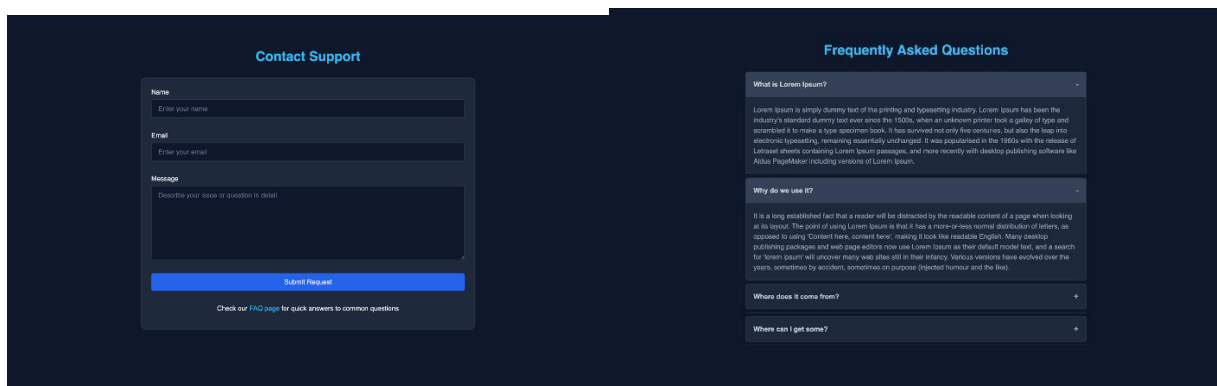 Contact Support
Name
Enter your name
Email
Enter your email
Message
Describe your issue or question in detail
Submit Request
Check our FAQ page for quick answers to common questions
Frequently Asked Questions
What is Lorem Ipsum?
-
Lorem Ipsum is simply dummy text of the printing and typesetting industry. Lorem Ipsum has been the
industry's standard dummy text ever since the 1500s, when an unknown printer took a galley of type and
scrambled it to make a type specimen book. It has survived not only five centuries, but also the leap into
electronic typesetting, remaining essentially unchanged. It was popularised in the 1960s with the release of
Letraset sheets containing Lorem Ipsum passages, and more recently with desktop publishing software like
Aldus PageMaker including versions of Lorem Ipsum.
Why do we use it?
-
It is a long established fact that a reader will be distracted by the readable content of a page when looking
at its layout. The point of using Lorem Ipsum is that it has a more-or-less normal distribution of letters, as
opposed to using 'Content here, content here', making it look like readable English. Many desktop
publishing packages and web page editors now use Lorem Ipsum as their default model text, and a search
for 'lorem ipsum' will uncover many web sites still in their infancy. Various versions have evolved over the
years, sometimes by accident, sometimes on purpose (injected humour and the like).
Where does it come from?
+
Where can I get some?
+